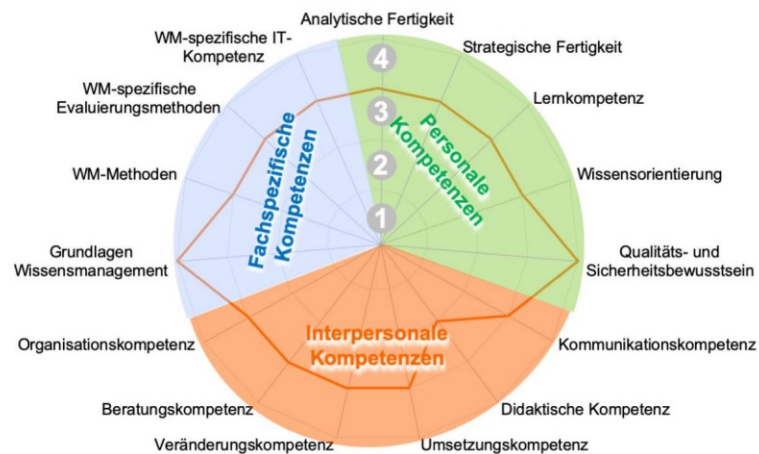 Analytische Fertigkeit
WM-spezifische IT-
Kompetenz
Strategische Fertigkeit
4
WM-spezifische
Evaluierungsmethoden
Lernkompetenz
3
Personale
Kompetenzen
Fachspezifische
Kompetenzen
2
WM-Methoden
Wissensorientierung
1
Grundlagen
Wissensmanagement
Qualitäts- und
Sicherheitsbewusstsein
Interpersonale
Kompetenzen
Organisationskompetenz
Kommunikationskompetenz
Beratungskompetenz
Didaktische Kompetenz
Veränderungskompetenz
Umsetzungskompetenz